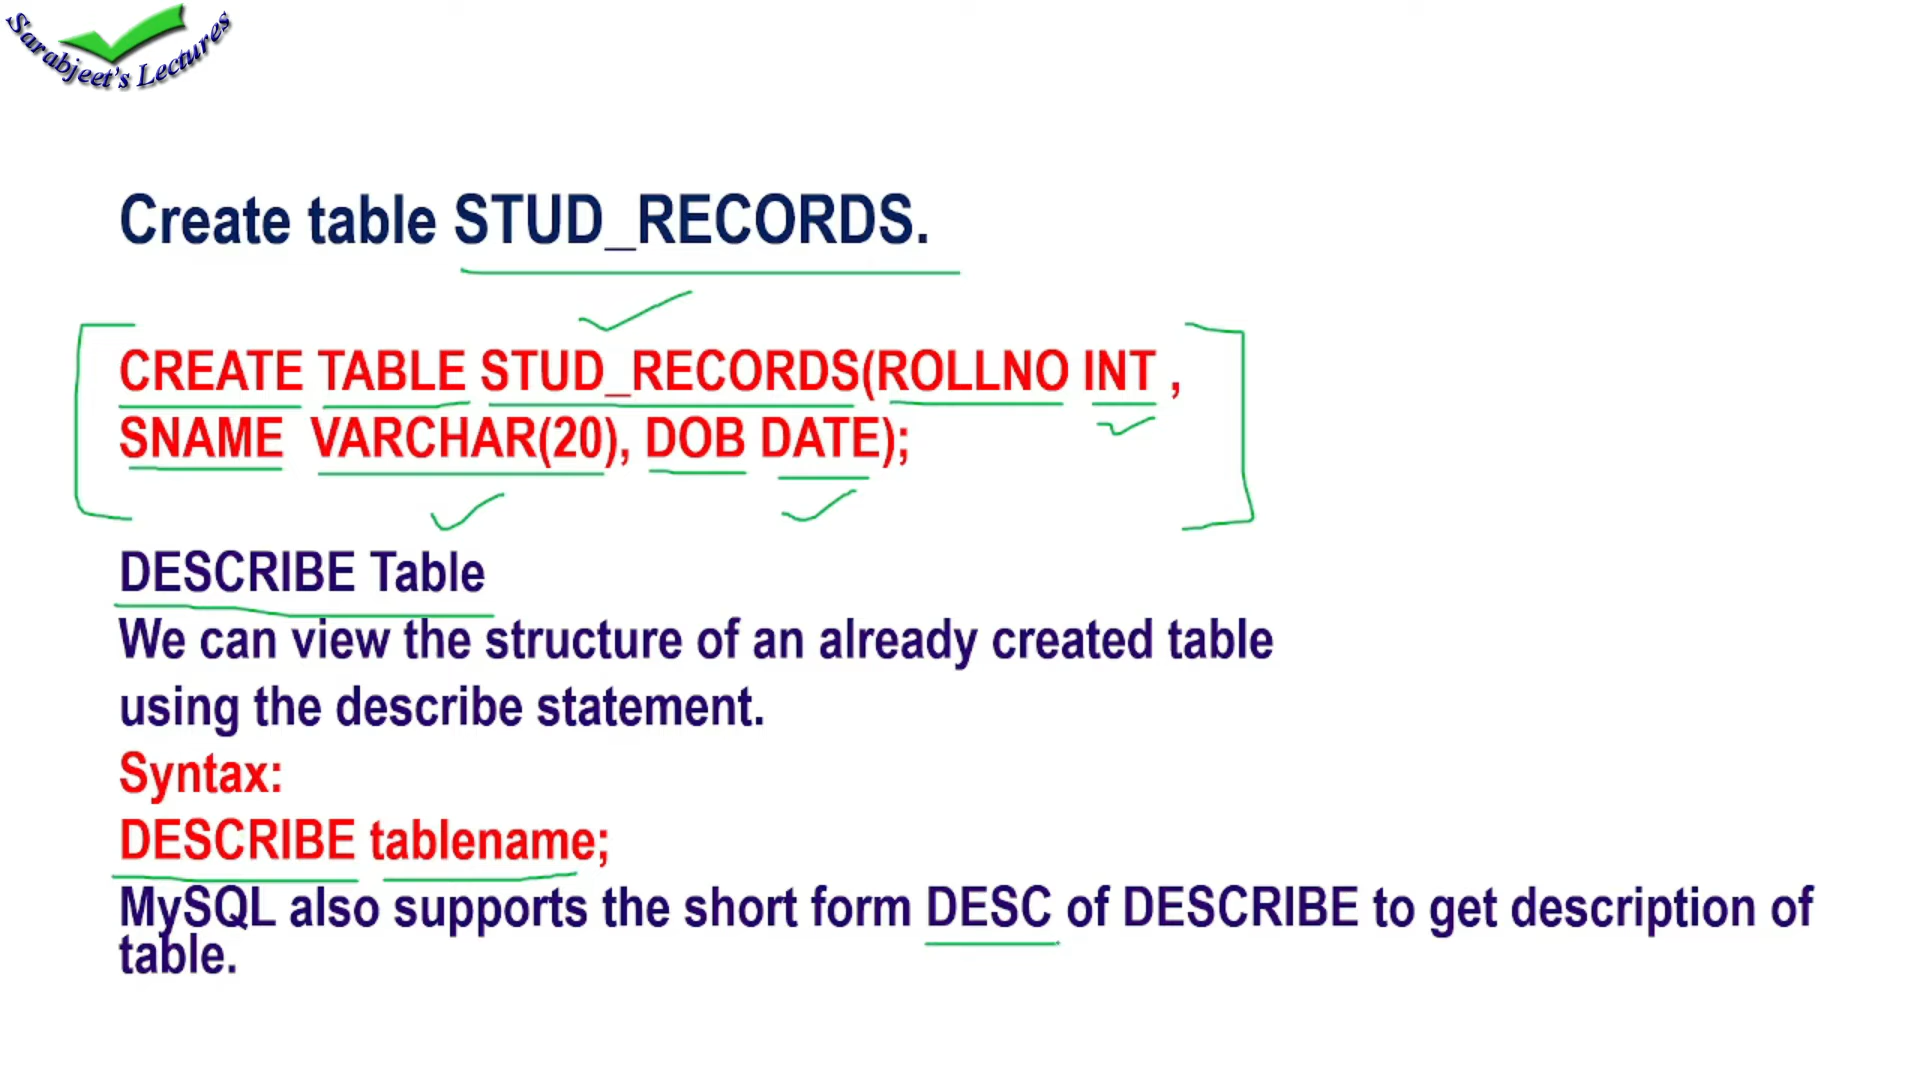 Sarabjeet's Lectures
Create table STUD_RECORDS.
CREATE TABLE STUD_RECORDS(ROLLNO INT ,
SNAME VARCHAR(20), DOB DATE);
DESCRIBE Table
We can view the structure of an already created table
using the describe statement.
Syntax:
DESCRIBE tablename;
MySQL also supports the short form DESC of DESCRIBE to get description of
table.